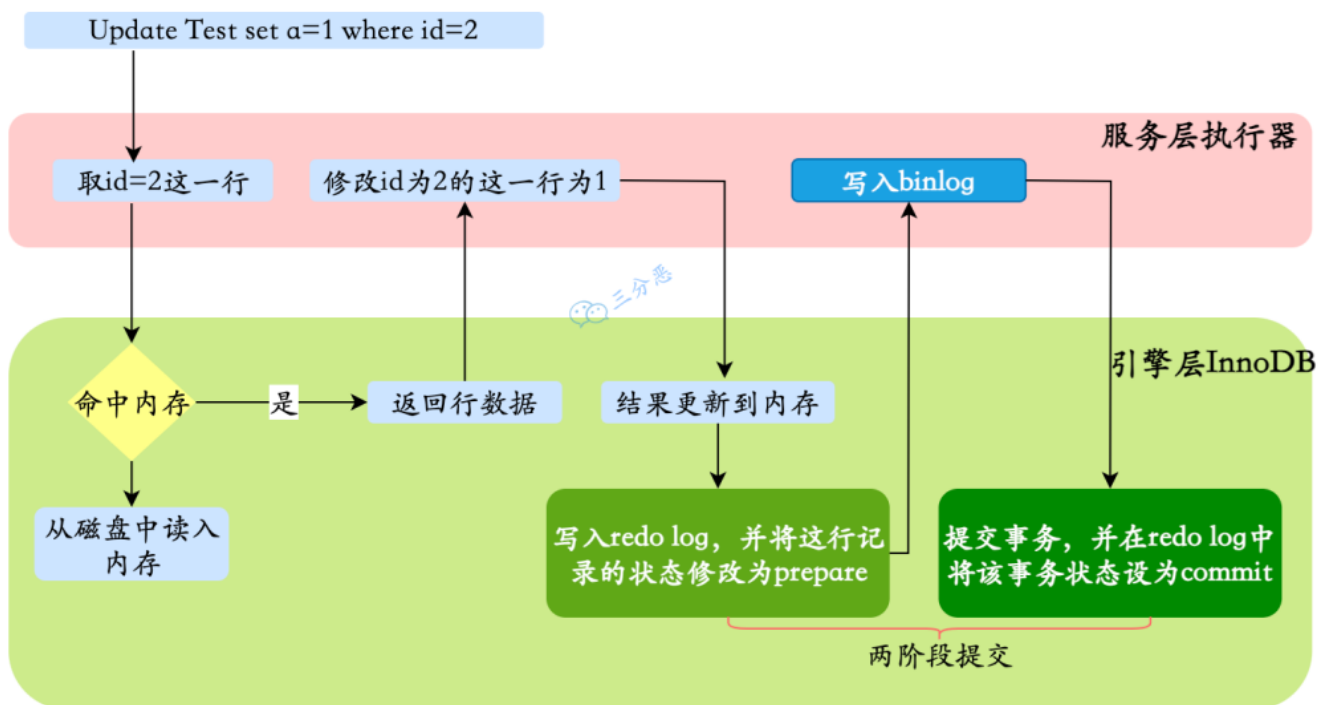 Update Test set a=1 where id=2
服务层执行器
取id=2这一行
修改id为2的这一行为1
写入binlog
三分恶
引擎层InnoDB
命中内存
是
返回行数据
结果更新到内存
从磁盘中读入
内存
写入redo log，并将这行记
录的状态修改为prepare
提交事务，并在redo log中
将该事务状态设为commit
两阶段提交